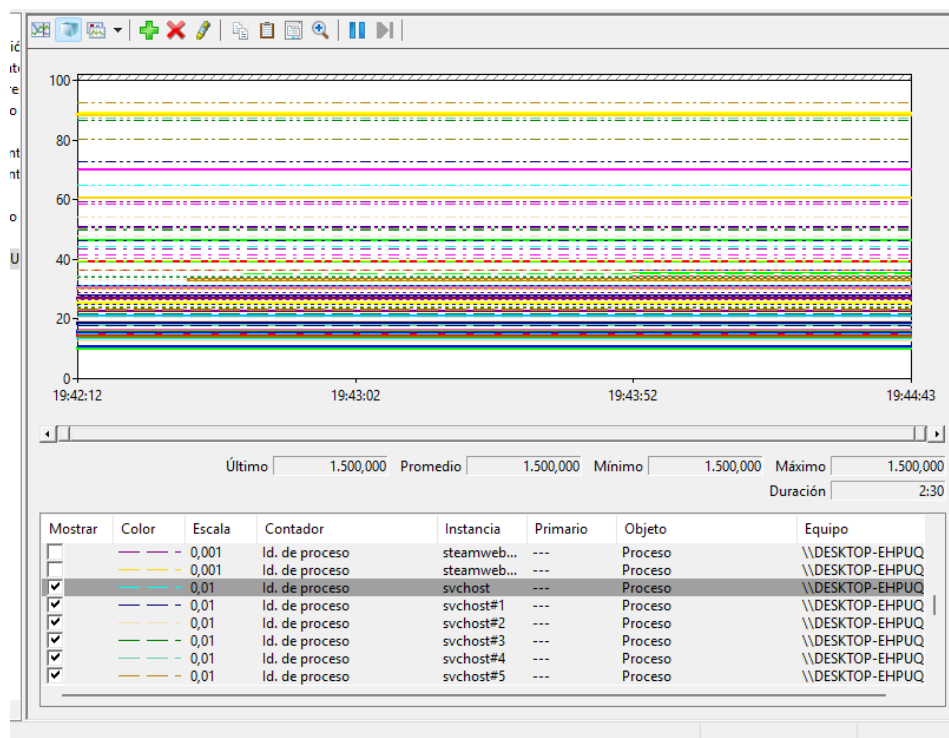 ió
nt
re
o
nt
nt
o
U
100
80
60
40
20
0
19:42:12 19:43:02 19:43:52 19:44:43
Último 1.500,000 Promedio 1.500,000 Mínimo 1.500,000 Máximo 1.500,000
Duración 2:30
Mostrar Color Escala Contador Instancia Primario Objeto Equipo
0,001 Id. de proceso steamweb... --- Proceso \\DESKTOP-EHPUQ
0,001 Id. de proceso steamweb... --- Proceso \\DESKTOP-EHPUQ
0,01 Id. de proceso svchost --- Proceso \\DESKTOP-EHPUQ
0,01 Id. de proceso svchost#1 --- Proceso \\DESKTOP-EHPUQ
0,01 Id. de proceso svchost#2 --- Proceso \\DESKTOP-EHPUQ
0,01 Id. de proceso svchost#3 --- Proceso \\DESKTOP-EHPUQ
0,01 Id. de proceso svchost#4 --- Proceso \\DESKTOP-EHPUQ
0,01 Id. de proceso svchost#5 --- Proceso \\DESKTOP-EHPUQ